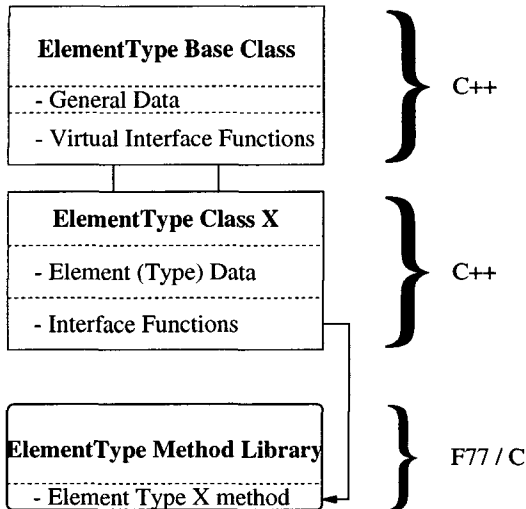 ElementType Base Class
- General Data
- Virtual Interface Functions
C++
ElementType Class X
- Element (Type) Data
- Interface Functions
C++
ElementType Method Library
- Element Type X method
F77 / C